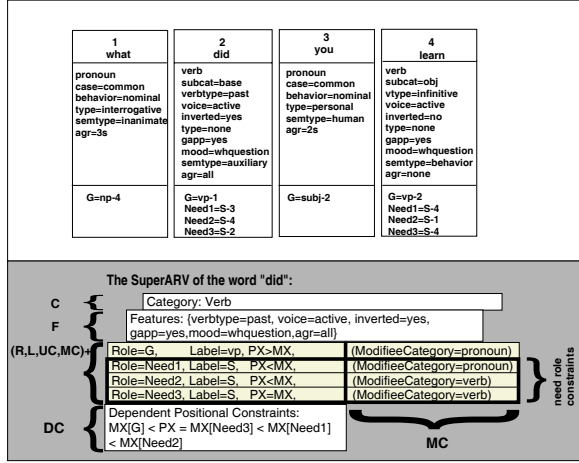 1
what
pronoun
case=common
behavior=nominal
type=interrogative
semtype=inanimate
agr=3s
G=np-4
2
did
verb
subcat=base
verbtype=past
voice=active
inverted=yes
type=none
gapp=yes
mood=whquestion
semtype=auxiliary
agr=all
G=vp-1
Need1=S-3
Need2=S-4
Need3=S-2
3
you
pronoun
case=common
behavior=nominal
type=personal
semtype=human
agr=2s
G=subj-2
4
learn
verb
subcat=obj
vtype=infinitive
voice=active
inverted=no
type=none
gapp=yes
mood=whquestion
semtype=behavior
agr=none
G=vp-2
Need1=S-4
Need2=S-1
Need3=S-4
The SuperARV of the word "did":
C { Category: Verb
F { Features: {verbtype=past, voice=active, inverted=yes,
gapp=yes,mood=whquestion,agr=all}
(R,L,UC,MC)+ { Role=G, Label=vp, PX>MX, (ModifieeCategory=pronoun)
Role=Need1, Label=S, PX<MX, (ModifieeCategory=pronoun)
Role=Need2, Label=S, PX<MX, (ModifieeCategory=verb)
Role=Need3, Label=S, PX=MX, (ModifieeCategory=verb)
} need role
constraints
DC { Dependent Positional Constraints:
MX[G] < PX = MX[Need3] < MX[Need1]
< MX[Need2]
MC